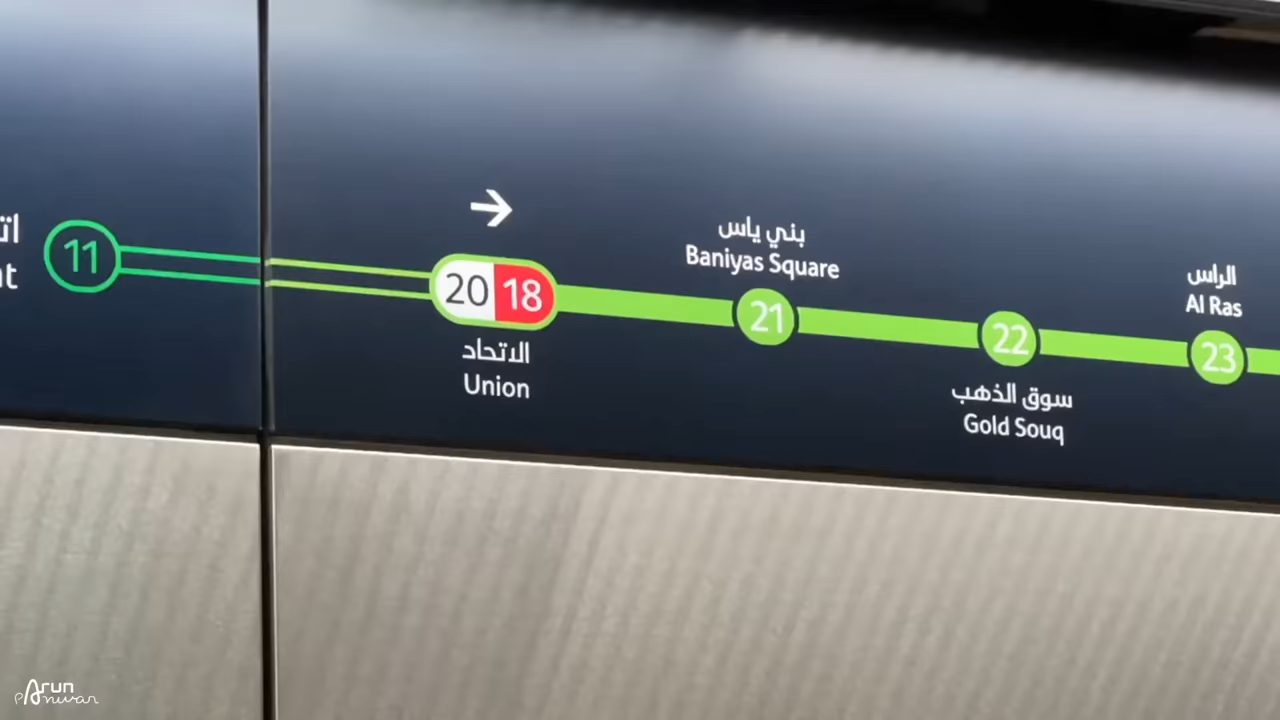 11
→
20 18
الاتحاد
Union
بني ياس
Baniyas Square
21
22
سوق الذهب
Gold Souq
الراس
Al Ras
23
Arun
Panwar